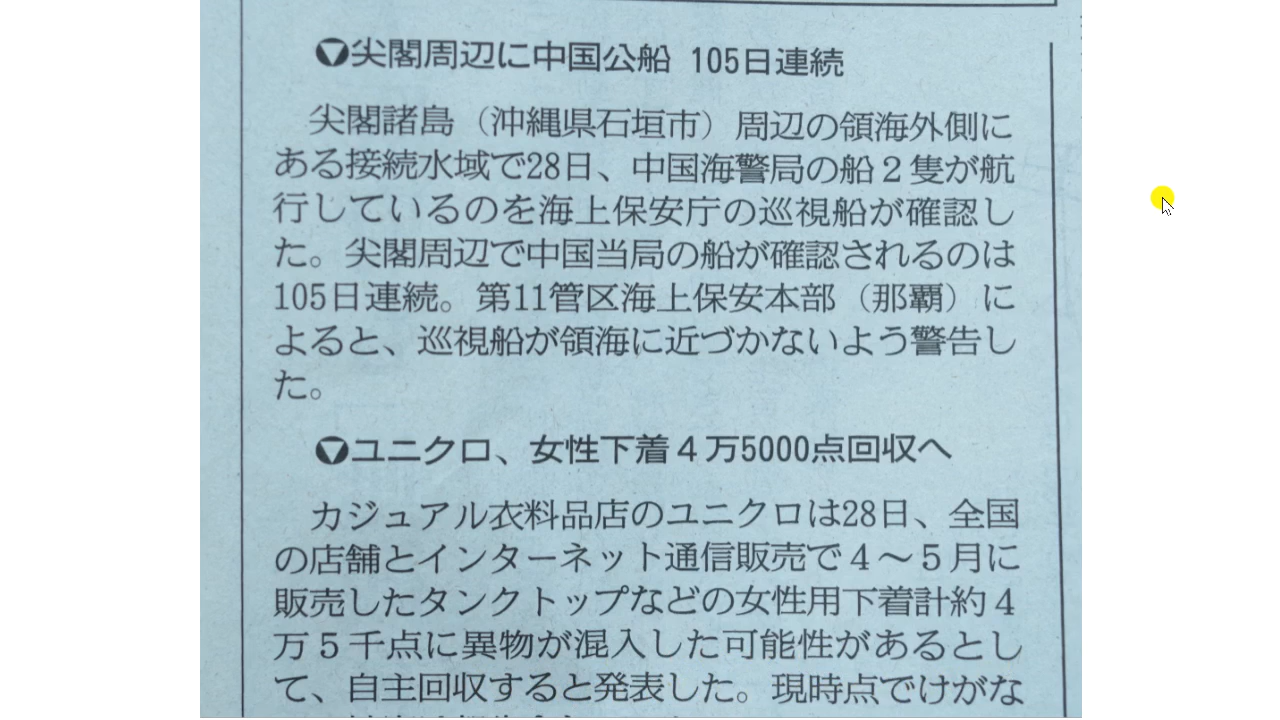 ▼尖閣周辺に中国公船 105日連続
尖閣諸島（沖縄県石垣市）周辺の領海外側に
ある接続水域で28日、中国海警局の船２隻が航
行しているのを海上保安庁の巡視船が確認し
た。尖閣周辺で中国当局の船が確認されるのは
105日連続。第11管区海上保安本部（那覇）に
よると、巡視船が領海に近づかないよう警告し
た。
▼ユニクロ、女性下着４万5000点回収へ
カジュアル衣料品店のユニクロは28日、全国
の店舗とインターネット通信販売で４～５月に
販売したタンクトップなどの女性用下着計約４
万５千点に異物が混入した可能性があるとし
て、自主回収すると発表した。現時点でけがな